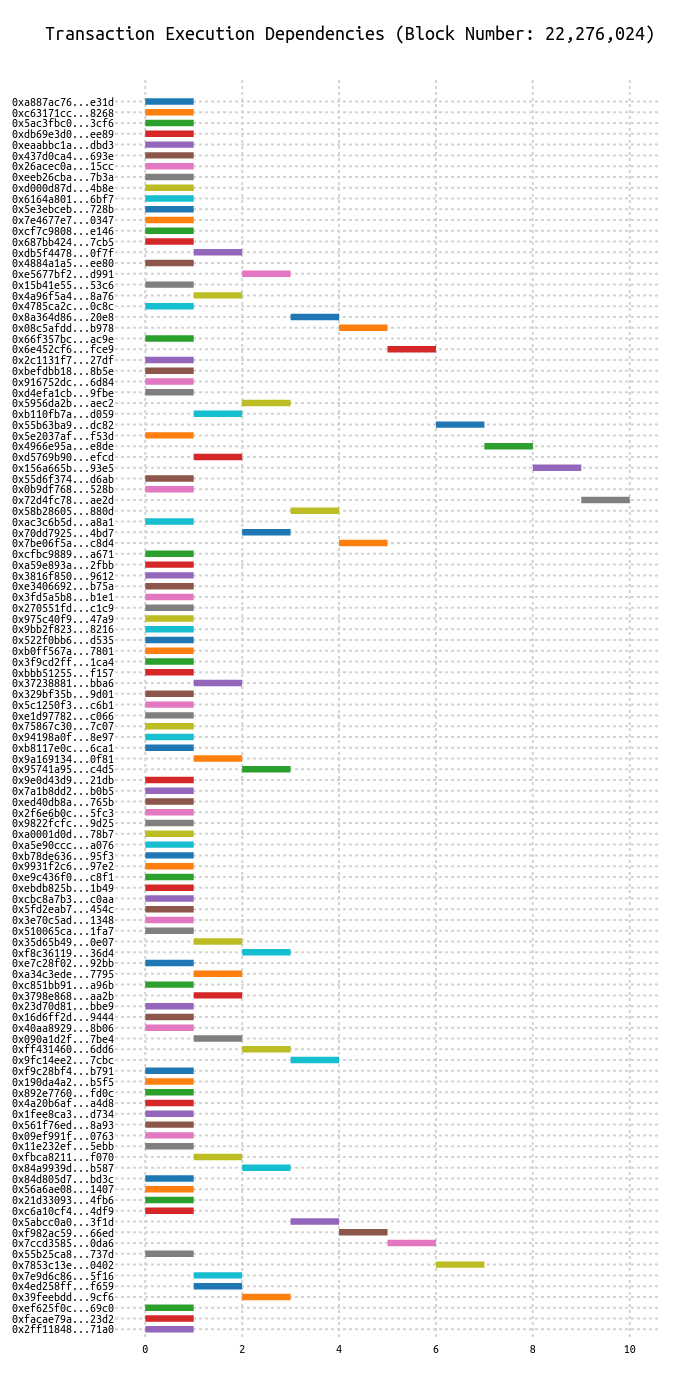 Transaction Execution Dependencies (Block Number: 22,276,024)
0xa887ac76...e31d
0xc63171cc...8268
0x5ac3fbc0...3cf6
0xdb69e3d0...ee89
0xeaabbc1a...dbd3
0x437d0ca4...693e
0x26acec0a...15cc
0xeeb26cba...7b3a
0xd000d87d...4b8e
0x6164a801...6bf7
0x5e3ebceb...728b
0x7e4677e7...0347
0xcf7c9808...e146
0x687bb424...7cb5
0xdb5f4478...0f7f
0x4884a1a5...ee80
0xe5677bf2...d991
0x15b41e55...53c6
0x4a96f5a4...8a76
0x4785ca2c...0c8c
0x8a364d86...20e8
0x08c5afdd...b978
0x66f357bc...ac9e
0x6e452cf6...fce9
0x2c1131f7...27df
0xbefdbb18...8b5e
0x916752dc...6d84
0xd4efa1cb...9fbe
0x5956da2b...aec2
0xb110fb7a...d059
0x55b63ba9...dc82
0x5e2037af...f53d
0x4966e95a...e8de
0xd5769b90...efcd
0x156a665b...93e5
0x55d6f374...d6ab
0x0b9df768...528b
0x72d4fc78...ae2d
0x58b28605...880d
0xac3c6b5d...a8a1
0x70dd7925...4bd7
0x7be06f5a...c8d4
0xcfbc9889...a671
0xa59e893a...2fbb
0x3816f850...9612
0xe3406692...b75a
0x3fd5a5b8...b1e1
0x270551fd...c1c9
0x975c40f9...47a9
0x9bb2f823...8216
0x522f0bb6...d535
0xb0ff567a...7801
0x3f9cd2ff...1ca4
0xbbb51255...f157
0x37238881...bba6
0x329bf35b...9d01
0x5c1250f3...c6b1
0xe1d97782...c066
0x75867c30...7c07
0x94198a0f...8e97
0xb8117e0c...6ca1
0x9a169134...0f81
0x95741a95...c4d5
0x9e0d43d9...21db
0x7a1b8dd2...b0b5
0xed40db8a...765b
0x2f6e6b0c...5fc3
0x9822fcfc...9d25
0xa0001d0d...78b7
0xa5e90ccc...a076
0xb78de636...95f3
0x9931f2c6...97e2
0xe9c436f0...c8f1
0xebdb825b...1b49
0xcbc8a7b3...c0aa
0x5fd2eab7...454c
0x3e70c5ad...1348
0x510065ca...1fa7
0x35d65b49...0e07
0xf8c36119...36d4
0xe7c28f02...92bb
0xa34c3ede...7795
0xc851bb91...a96b
0x3798e868...aa2b
0x23d70d81...bbe9
0x16d6ff2d...9444
0x40aa8929...8b06
0x090a1d2f...7be4
0xff431460...6dd6
0x9fc14ee2...7cbc
0xf9c28bf4...b791
0x190da4a2...b5f5
0x892e7760...fd0c
0x4a20b6af...a4d8
0x1fee8ca3...d734
0x561f76ed...8a93
0x09ef991f...0763
0x11e232ef...5ebb
0xfbca8211...f070
0x84a9939d...b587
0x84d805d7...bd3c
0x56a6ae08...1407
0x21d33093...4fb6
0xc6a10cf4...4df9
0x5abcc0a0...3f1d
0xf982ac59...66ed
0x7ccd3585...0da6
0x55b25ca8...737d
0x7853c13e...0402
0x7e9d6c86...5f16
0x4ed258ff...f659
0x39feebdd...9cf6
0xef625f0c...69c0
0xfacae79a...23d2
0x2ff11848...71a0
0 2 4 6 8 10